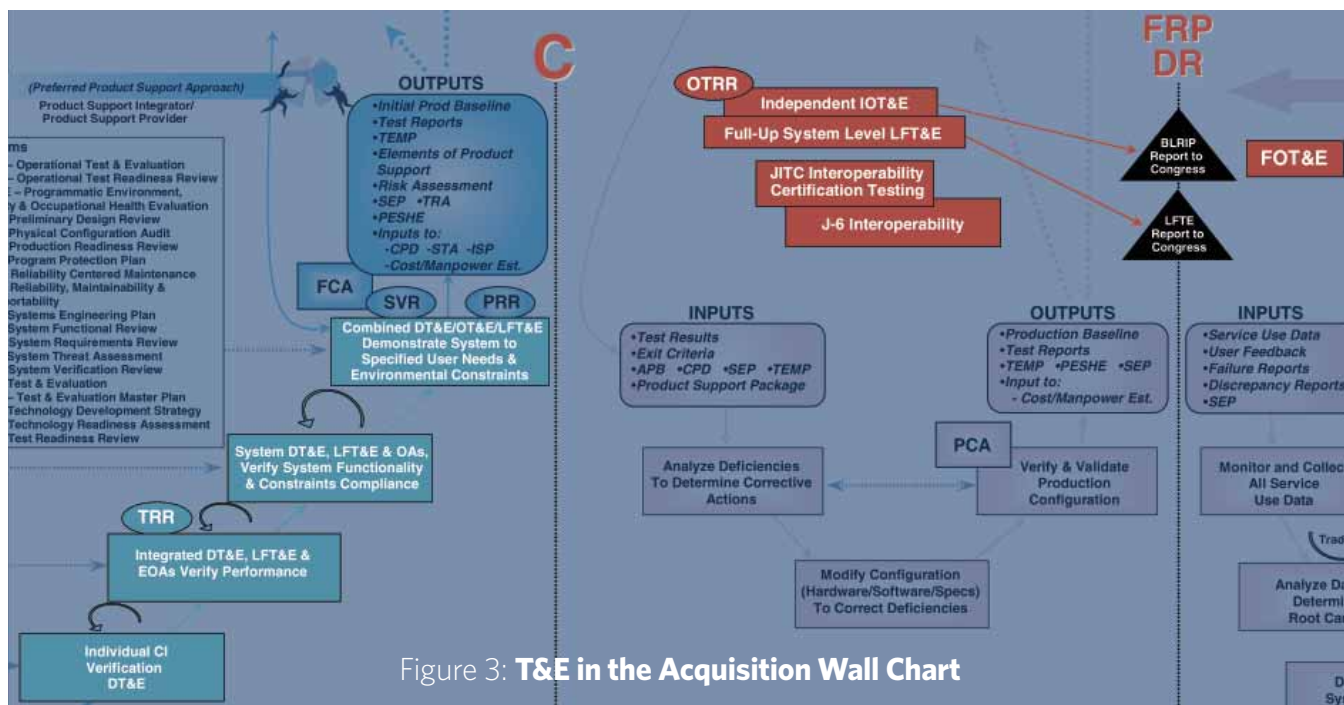 (Preferred Product Support Approach)
Product Support Integrator/
Product Support Provider
ms
– Operational Test & Evaluation
– Operational Test Readiness Review
– Programmatic Environment,
y & Occupational Health Evaluation
Preliminary Design Review
Physical Configuration Audit
Production Readiness Review
Program Protection Plan
Reliability Centered Maintenance
Reliability, Maintainability &
ortability
Systems Engineering Plan
System Functional Review
System Requirements Review
System Threat Assessment
System Verification Review
Test & Evaluation
– Test & Evaluation Master Plan
Technology Development Strategy
Technology Readiness Assessment
Test Readiness Review
OUTPUTS
•Initial Prod Baseline
•Test Reports
•TEMP
•Elements of Product
Support
•Risk Assessment
•SEP •TRA
•PESHE
•Inputs to:
-CPD -STA -ISP
-Cost/Manpower Est.
FCA
SVR
PRR
Combined DT&E/OT&E/LFT&E
Demonstrate System to
Specified User Needs &
Environmental Constraints
System DT&E, LFT&E & OAs,
Verify System Functionality
& Constraints Compliance
TRR
Integrated DT&E, LFT&E &
EOAs Verify Performance
Individual CI
Verification
DT&E
C
OTRR
Independent IOT&E
Full-Up System Level LFT&E
JITC Interoperability
Certification Testing
J-6 Interoperability
FRP
DR
BLRIP
Report to
Congress
LFTE
Report to
Congress
FOT&E
INPUTS
•Test Results
•Exit Criteria
•APB •CPD •SEP •TEMP
•Product Support Package
OUTPUTS
•Production Baseline
•Test Reports
•TEMP •PESHE •SEP
•Input to:
- Cost/Manpower Est.
INPUTS
•Service Use Data
•User Feedback
•Failure Reports
•Discrepancy Reports
•SEP
Analyze Deficiencies
To Determine Corrective
Actions
PCA
Verify & Validate
Production
Configuration
Modify Configuration
(Hardware/Software/Specs)
To Correct Deficiencies
Monitor and Collec
All Service
Use Data
Trad
Analyze Da
Determi
Root Cau
D
Sys
Figure 3: T&E in the Acquisition Wall Chart